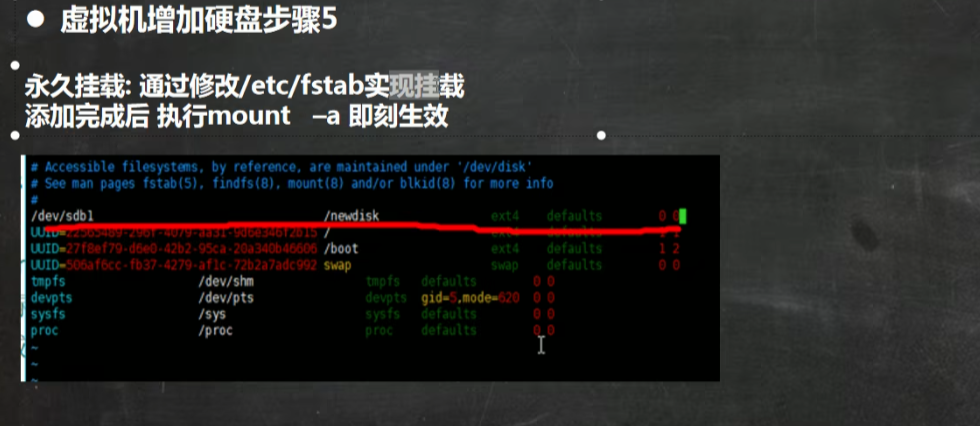 ● 虚拟机增加硬盘步骤5
永久挂载: 通过修改/etc/fstab实现挂载
添加完成后 执行mount –a 即刻生效
# Accessible filesystems, by reference, are maintained under '/dev/disk'
# See man pages fstab(5), findfs(8), mount(8) and/or blkid(8) for more info
#
/dev/sdb1 /newdisk ext4 defaults 0 0
/ ext4 defaults
UUID=27f8ef79-d6e0-42b2-95ca-20a340b46606 /boot ext4 defaults 1 2
UUID=506af6cc-fb37-4279-af1c-72b2a7adc992 swap swap defaults 0 0
tmpfs /dev/shm tmpfs defaults 0 0
devpts /dev/pts devpts gid=5,mode=620 0 0
sysfs /sys sysfs defaults 0 0
proc /proc proc defaults 0 0
~
~
~